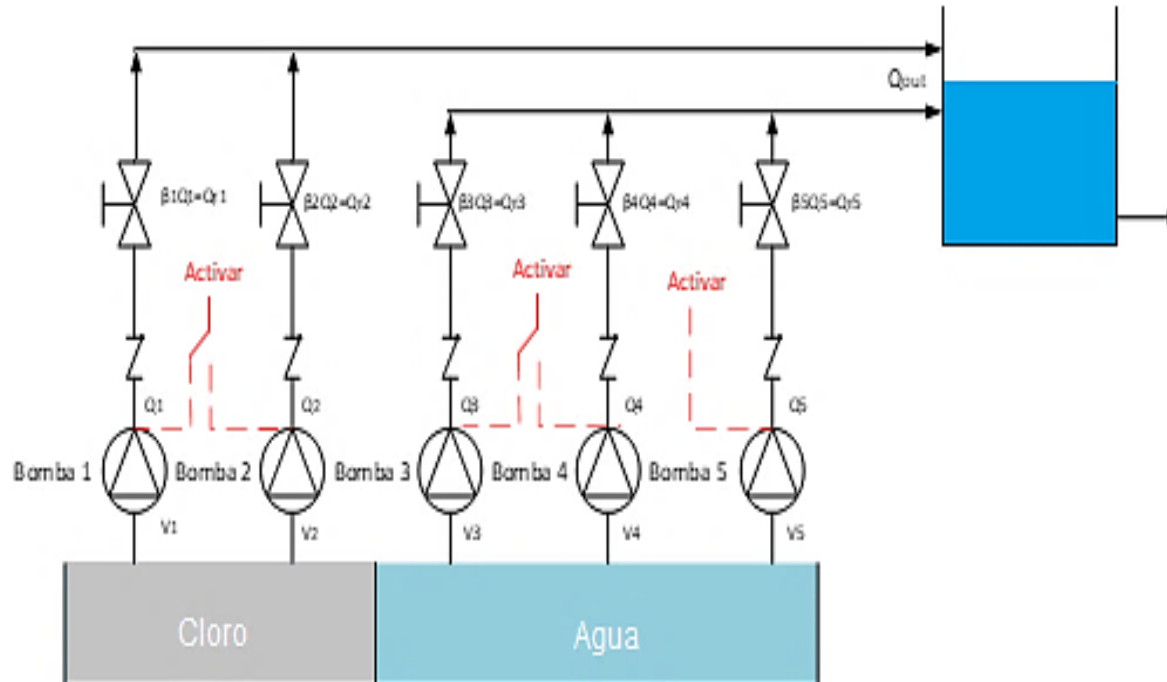 Qout
β1Q1=Qr1
β2Q2=Qr2
β3Q3=Qr3
β4Q4=Qr4
β5Q5=Qr5
Activar
Activar
Activar
Q1
Q2
Q3
Q4
Q5
Bomba 1
Bomba 2
Bomba 3
Bomba 4
Bomba 5
V1
V2
V3
V4
V5
Cloro
Agua